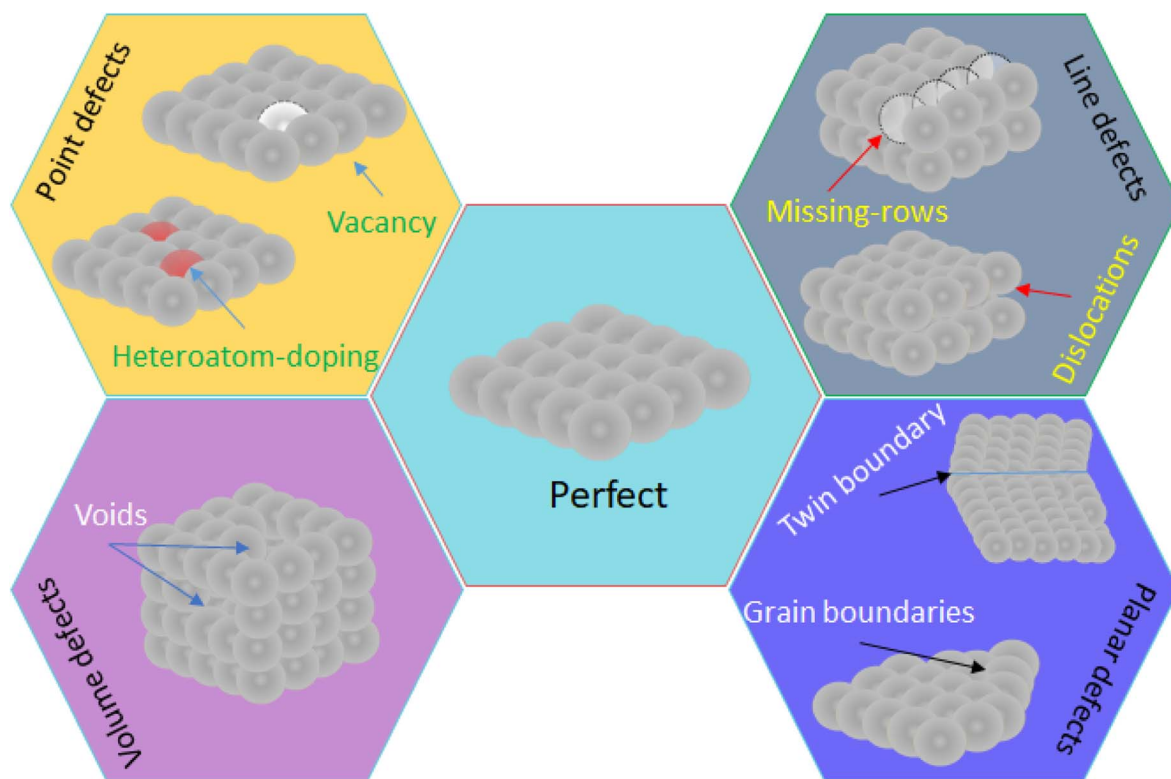 Point defects
Vacancy
Heteroatom-doping
Line defects
Missing-rows
Dislocations
Perfect
Voids
Volume defects
Twin boundary
Grain boundaries
Planar defects